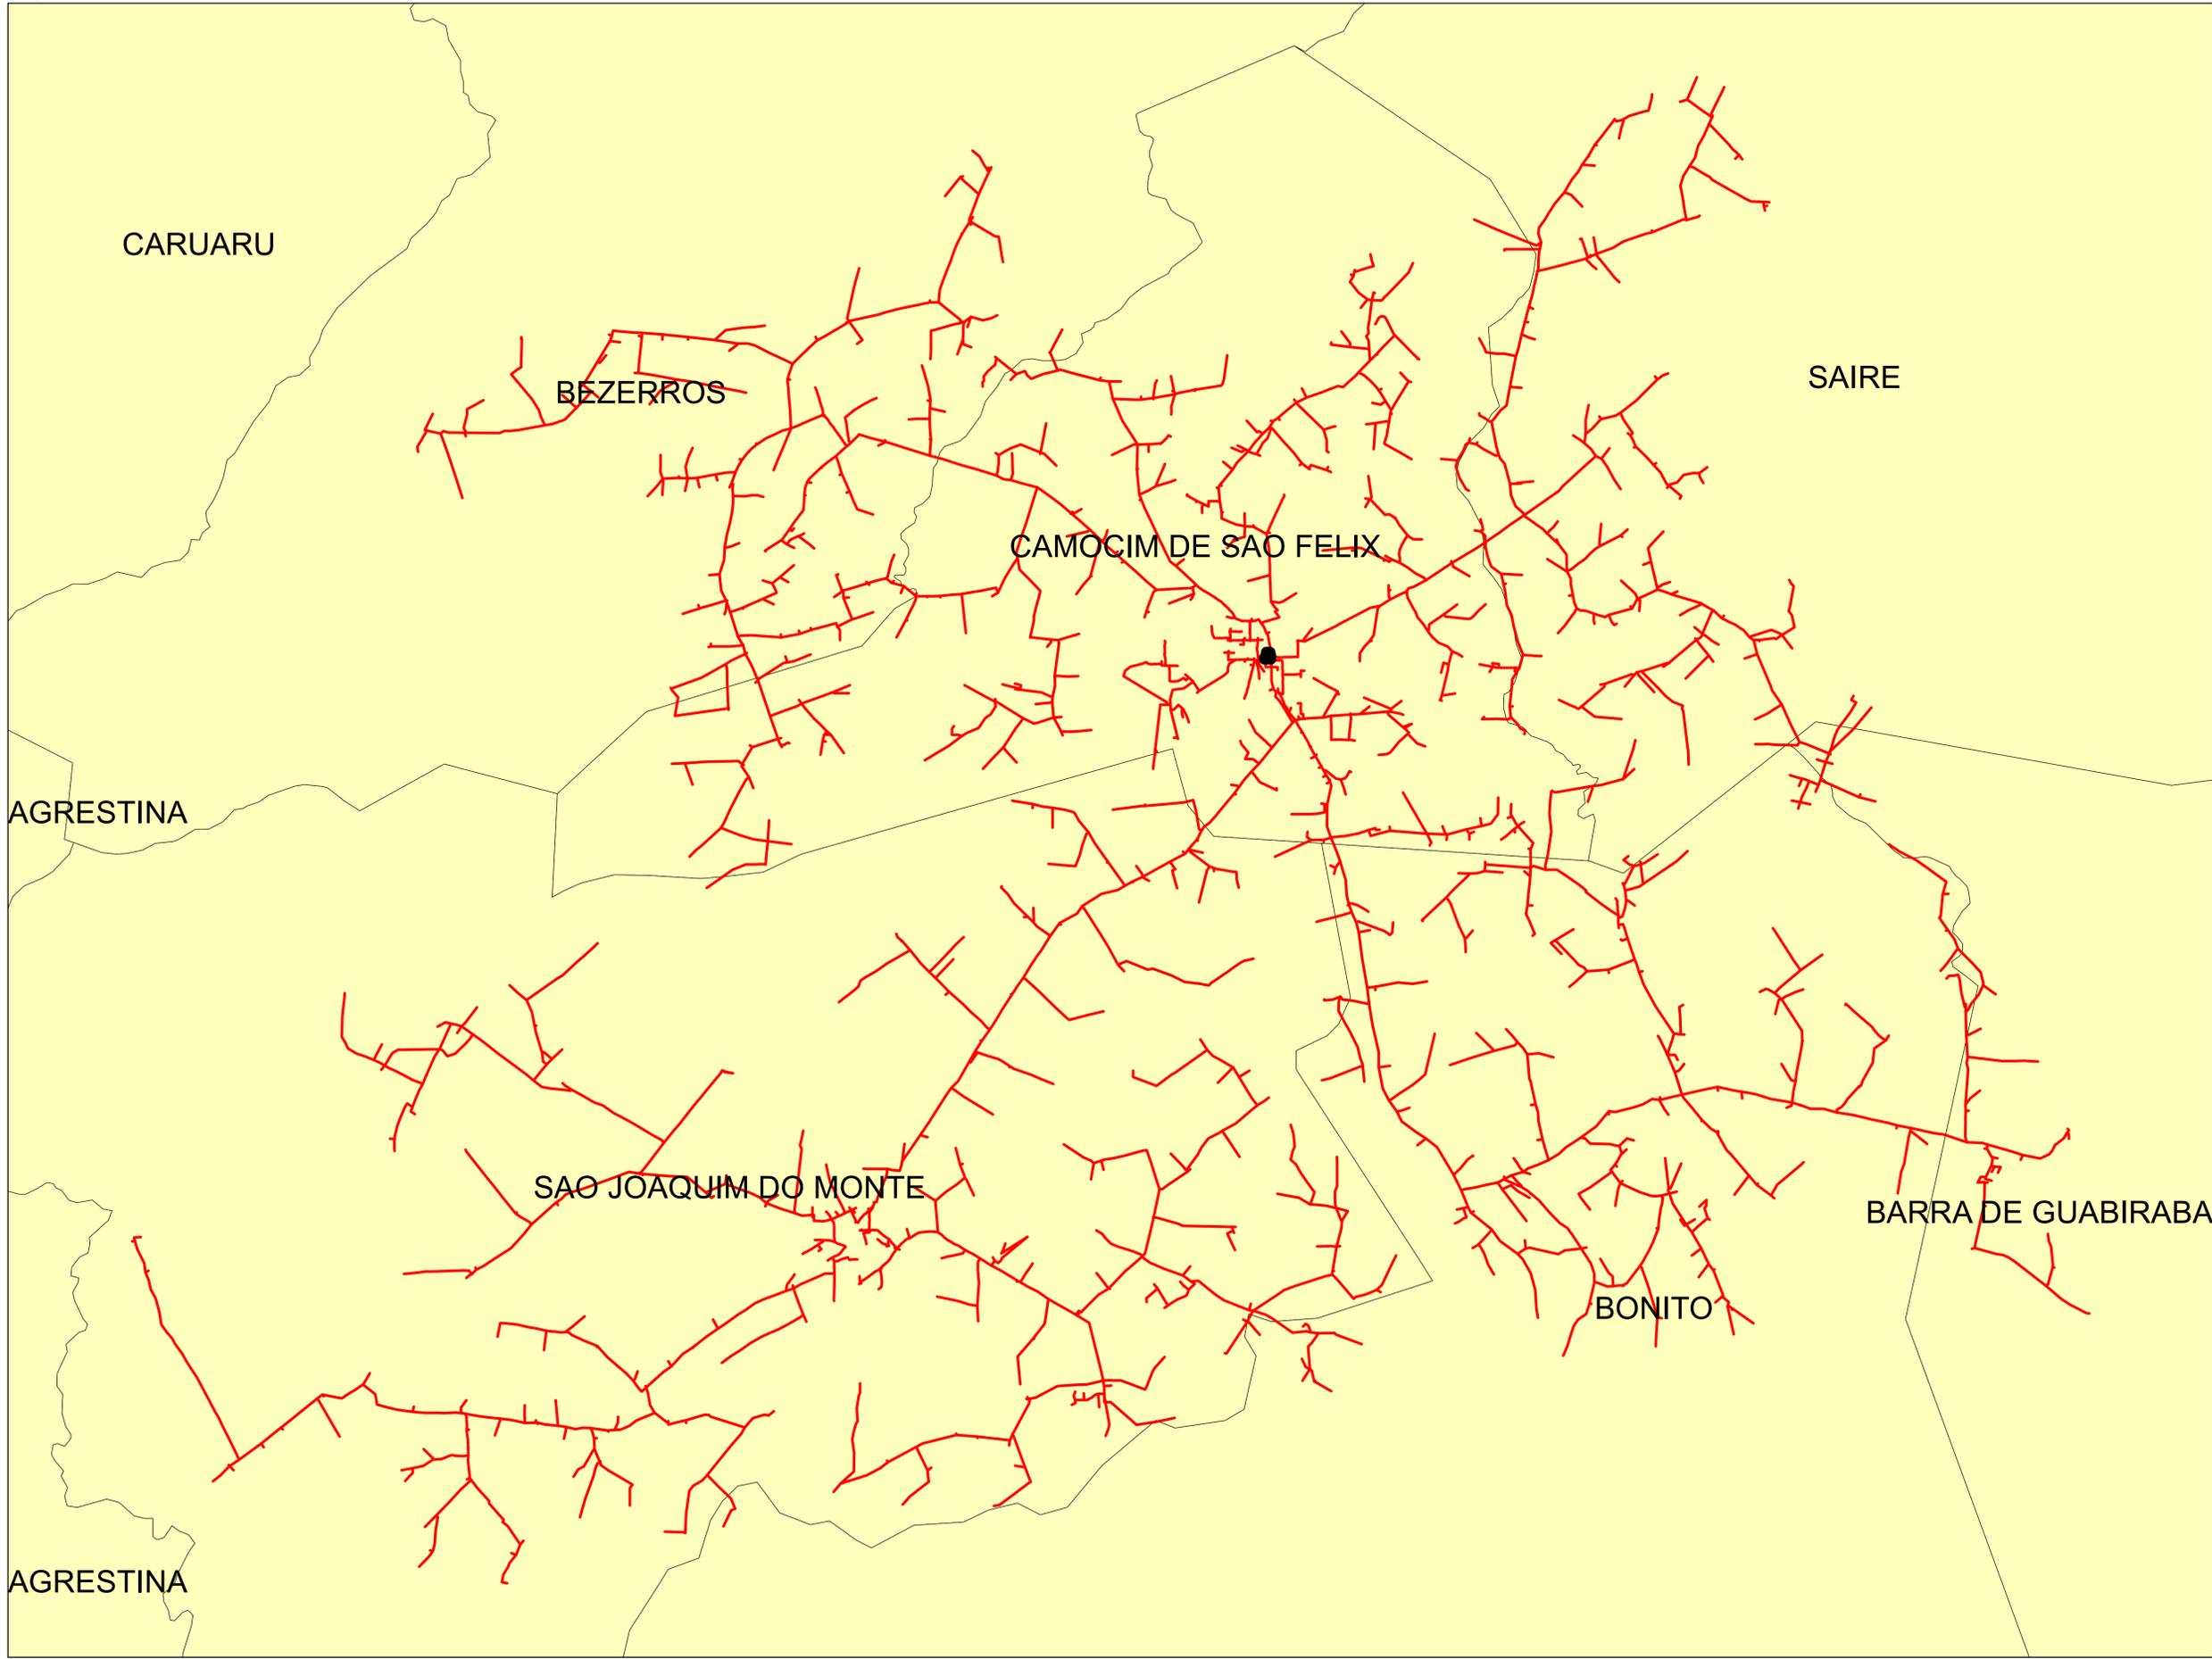 CARUARU
SAIRE
BEZERROS
CAMOCIM DE SAO FELIX
AGRESTINA
SAO JOAQUIM DO MONTE
BARRA DE GUABIRABA
BONITO
AGRESTINA